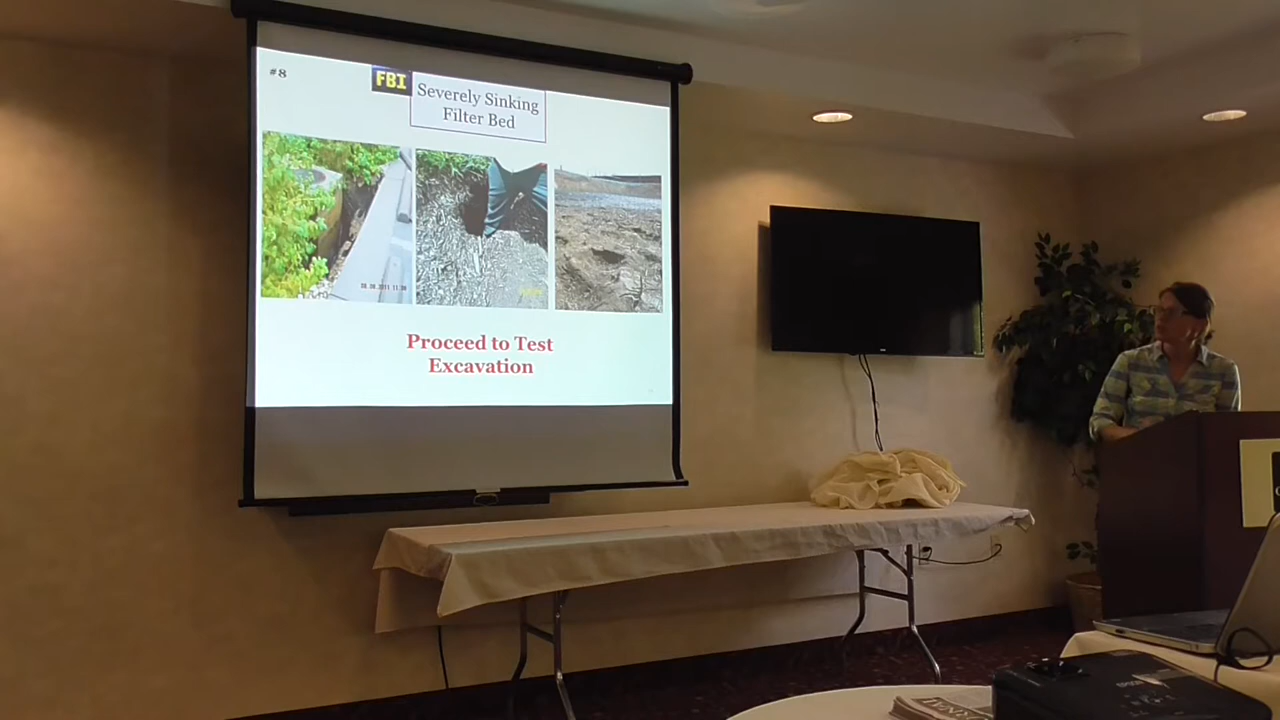 #8
FBI
Severely Sinking
Filter Bed
Proceed to Test
Excavation